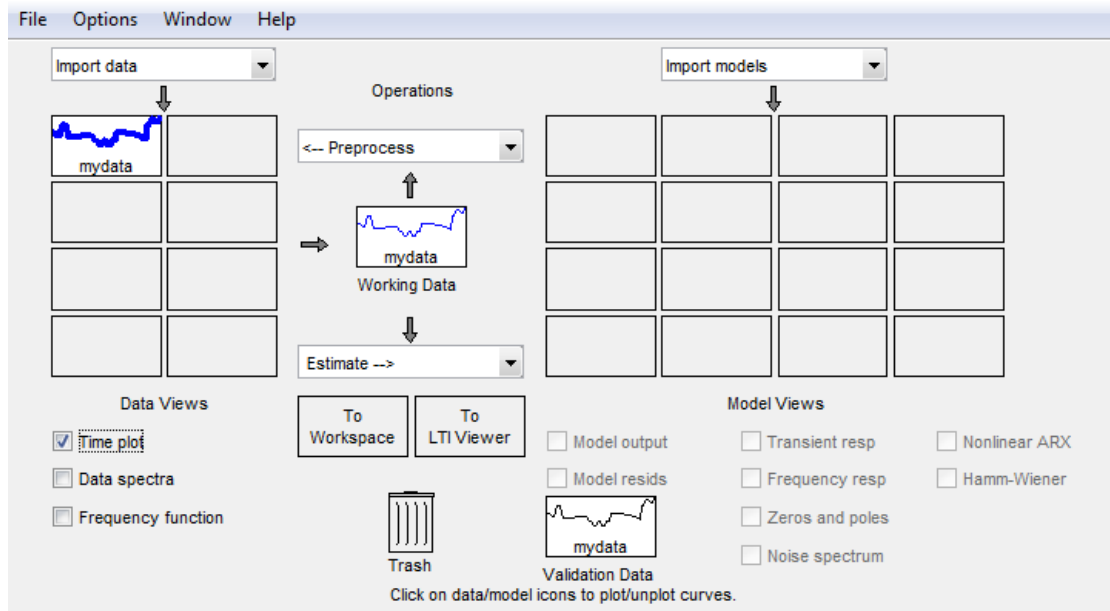 File Options Window Help
Import data
Import models
Operations
mydata
<-- Preprocess
mydata
Working Data
Estimate -->
Data Views
To
Workspace
To
LTI Viewer
Model Views
Time plot
Model output
Transient resp
Nonlinear ARX
Data spectra
Model resids
Frequency resp
Hamm-Wiener
Frequency function
Zeros and poles
mydata
Noise spectrum
Trash
Validation Data
Click on data/model icons to plot/unplot curves.